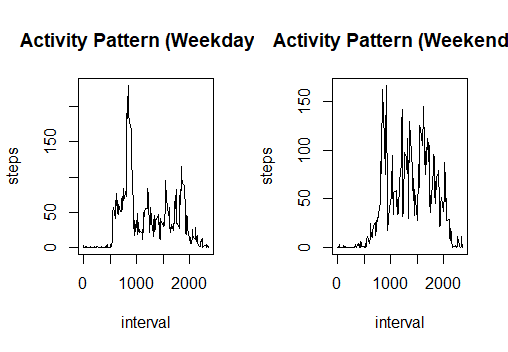 Activity Pattern (Weekday
steps
0
50
150
0
1000
2000
interval
Activity Pattern (Weekend
steps
0
50
100
150
0
1000
2000
interval